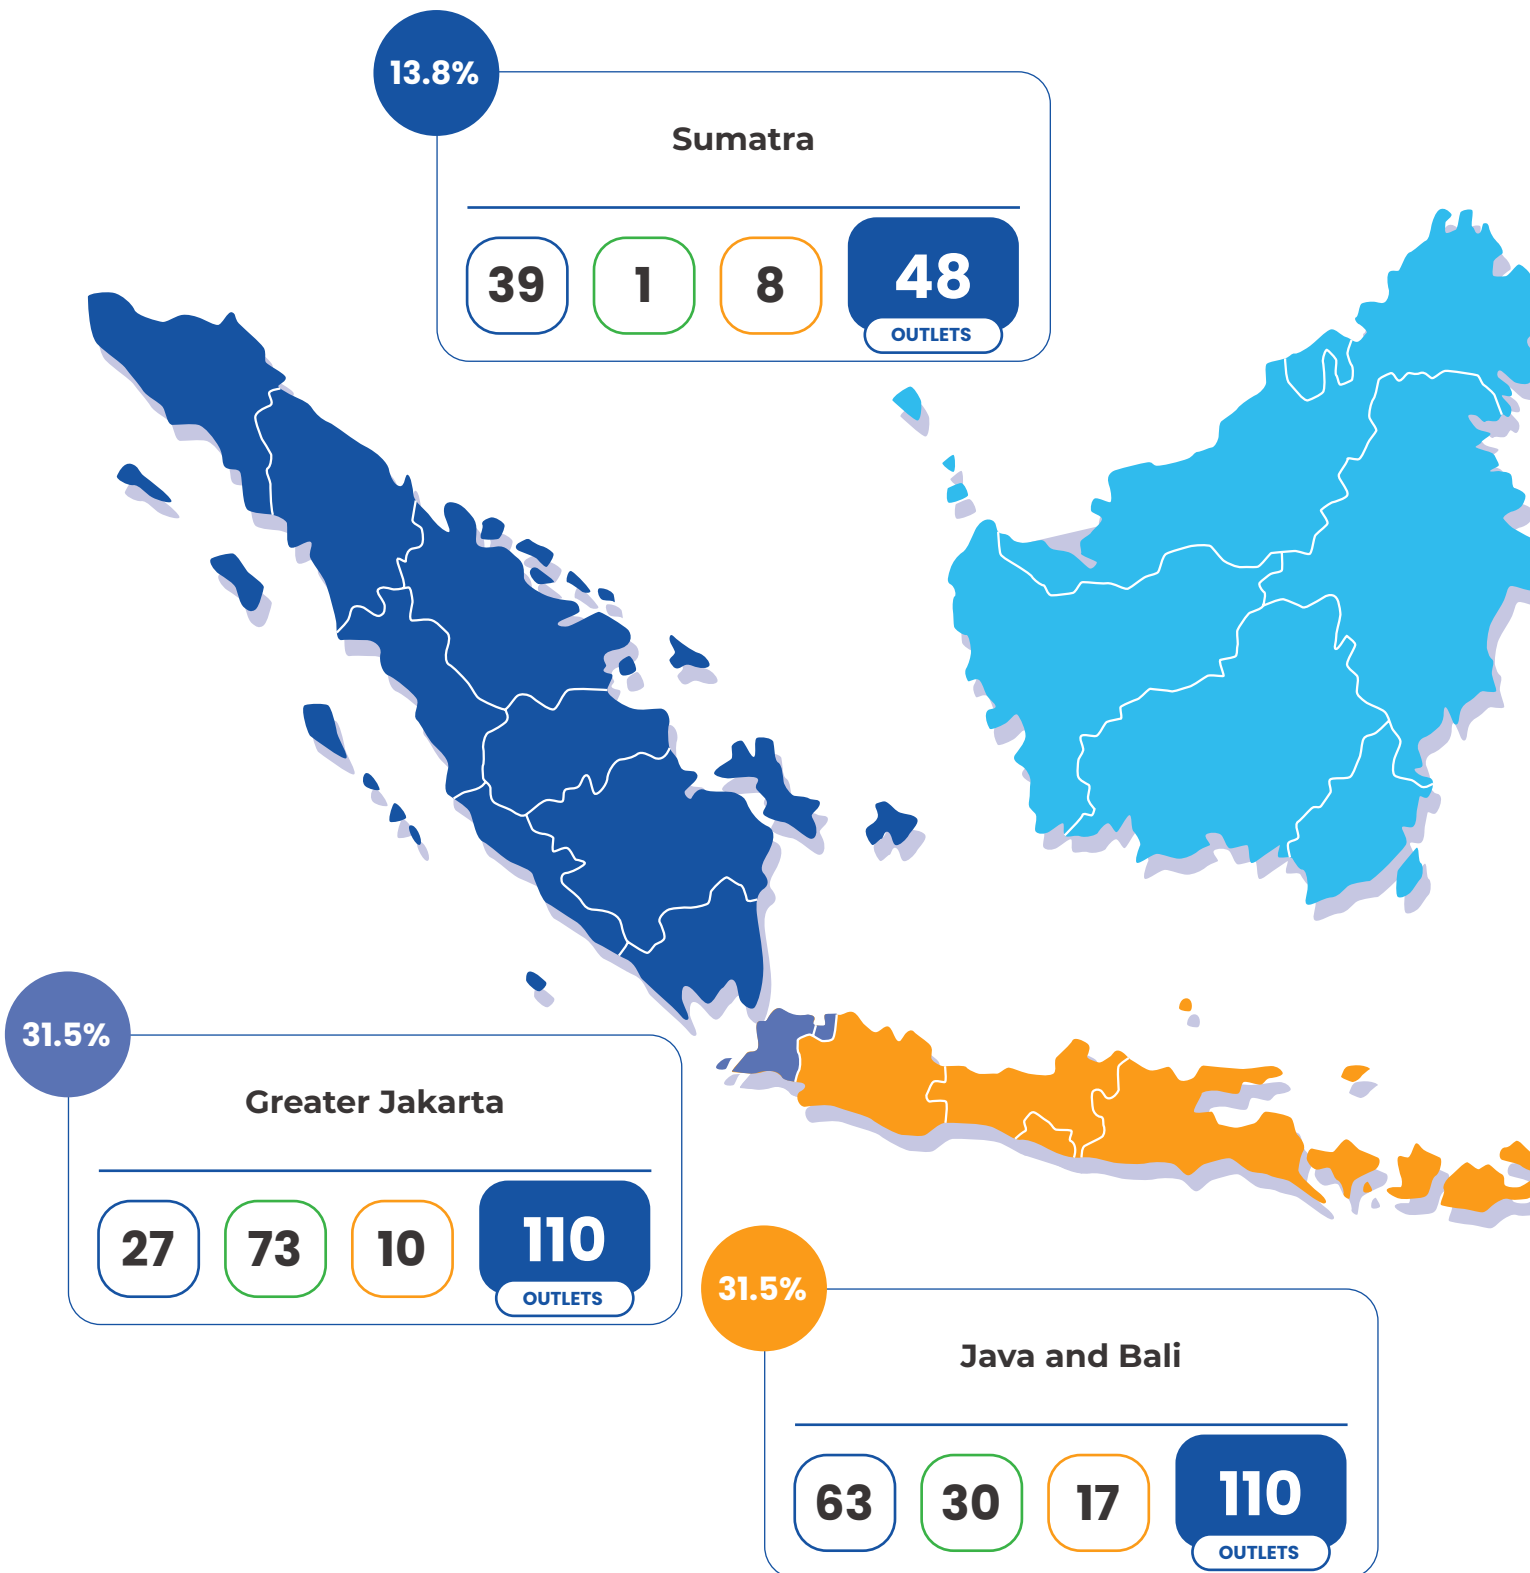 13.8%
Sumatra
39 1 8 48
OUTLETS
31.5%
Greater Jakarta
27 73 10 110
OUTLETS
31.5%
Java and Bali
63 30 17 110
OUTLETS